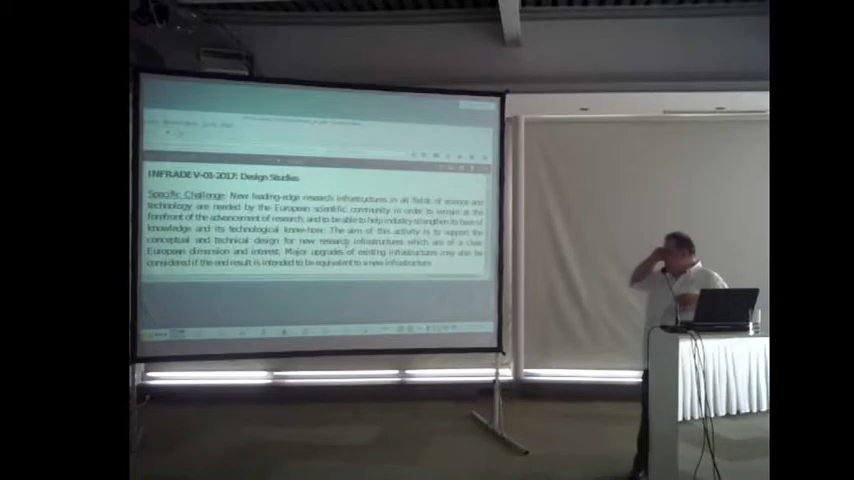 INFRADEV-01-2017: Design Studies
Specific Challenge: New leading-edge research infrastructures in all fields of science and
technology are needed by the European scientific community in order to remain at the
forefront of the advancement of research, and to be able to help industry strengthen its base of
knowledge and its technological know-how. The aim of this activity is to support the
conceptual and technical design for new research infrastructures which are of a clear
European dimension and interest. Major upgrades of existing infrastructures may also be
considered if the end result is intended to be equivalent to a new infrastructure.